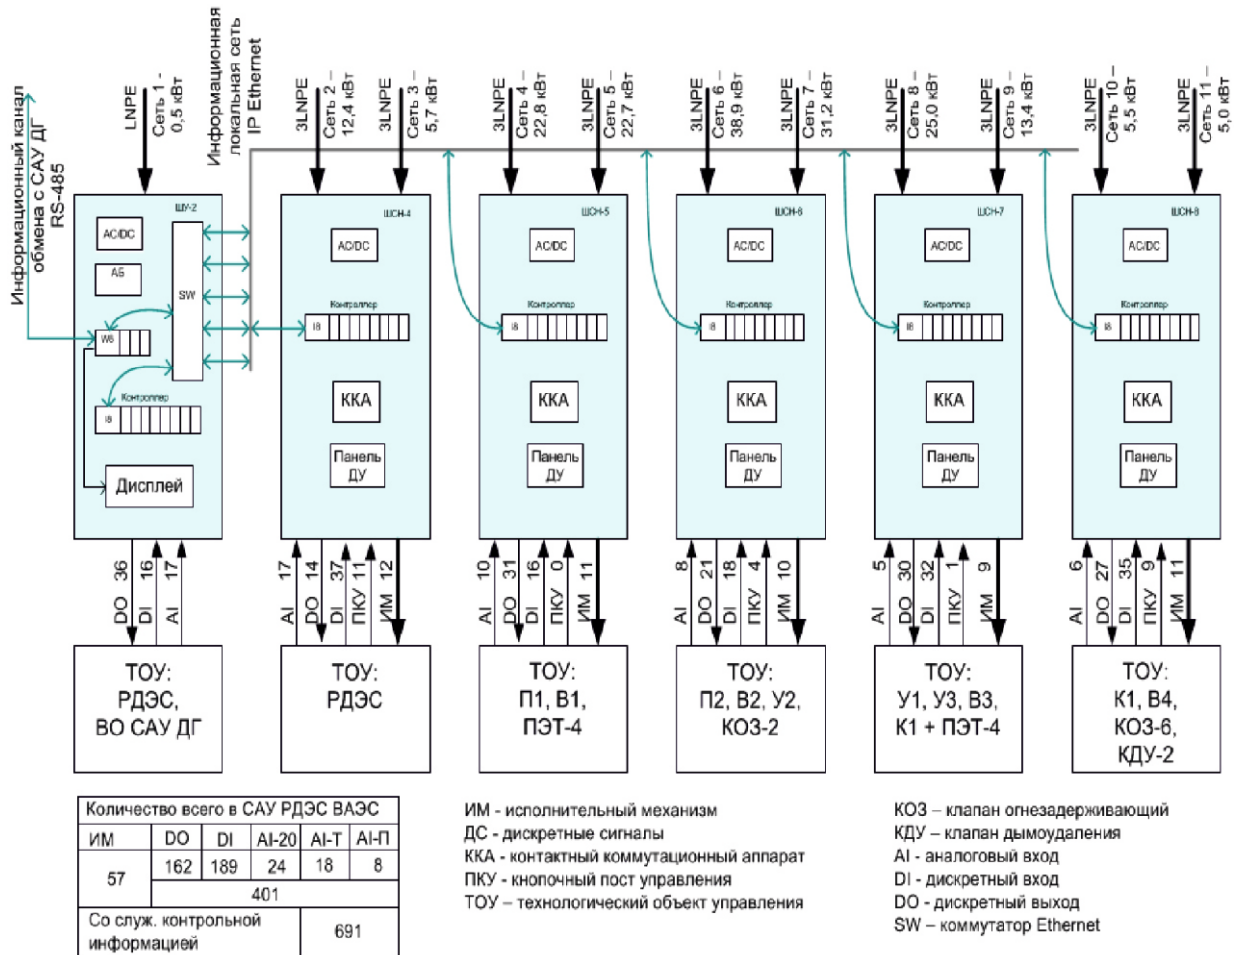 Информационный канал
обмена с САУ ДГ
RS-485
LNPE
Сеть 1 -
0,5 кВт
Информационная
локальная сеть
IP Ethernet
3LNPE
Сеть 2 –
12,4 кВт
3LNPE
Сеть 3 –
5,7 кВт
3LNPE
Сеть 4 –
22,8 кВт
3LNPE
Сеть 5 –
22,7 кВт
3LNPE
Сеть 6 –
38,9 кВт
3LNPE
Сеть 7 –
31,2 кВт
3LNPE
Сеть 8 –
25,0 кВт
3LNPE
Сеть 9 –
13,4 кВт
3LNPE
Сеть 10 –
5,5 кВт
3LNPE
Сеть 11 –
5,0 кВт
ШУ-2
AC/DC
АБ
SW
W8
Контроллер
I8
Дисплей
ШСН-4
AC/DC
Контроллер
I8
ККА
Панель
ДУ
ШСН-5
AC/DC
Контроллер
I8
ККА
Панель
ДУ
ШСН-6
AC/DC
Контроллер
I8
ККА
Панель
ДУ
ШСН-7
AC/DC
Контроллер
I8
ККА
Панель
ДУ
ШСН-8
AC/DC
Контроллер
I8
ККА
Панель
ДУ
DO 36
DI 16
AI 17
AI 17
DO 14
DI 37
ПКУ 11
ИМ 12
AI 10
DO 31
DI 16
ПКУ 0
ИМ 11
AI 8
DO 21
DI 18
ПКУ 4
ИМ 10
AI 5
DO 30
DI 32
ПКУ 1
ИМ 9
AI 6
DO 27
DI 35
ПКУ 9
ИМ 11
ТОУ:
РДЭС,
ВО САУ ДГ
ТОУ:
РДЭС
ТОУ:
П1, В1,
ПЭТ-4
ТОУ:
П2, В2, У2,
КОЗ-2
ТОУ:
У1, У3, В3,
К1 + ПЭТ-4
ТОУ:
К1, В4,
КОЗ-6,
КДУ-2
Количество всего в САУ РДЭС ВАЭС
ИМ DO DI AI-20 AI-Т AI-П
57 162 189 24 18 8
401
Со служ. контрольной
информацией
691
ИМ - исполнительный механизм
ДС - дискретные сигналы
ККА - контактный коммутационный аппарат
ПКУ - кнопочный пост управления
ТОУ – технологический объект управления
КОЗ – клапан огнезадерживающий
КДУ – клапан дымоудаления
AI - аналоговый вход
DI - дискретный вход
DO - дискретный выход
SW – коммутатор Ethernet